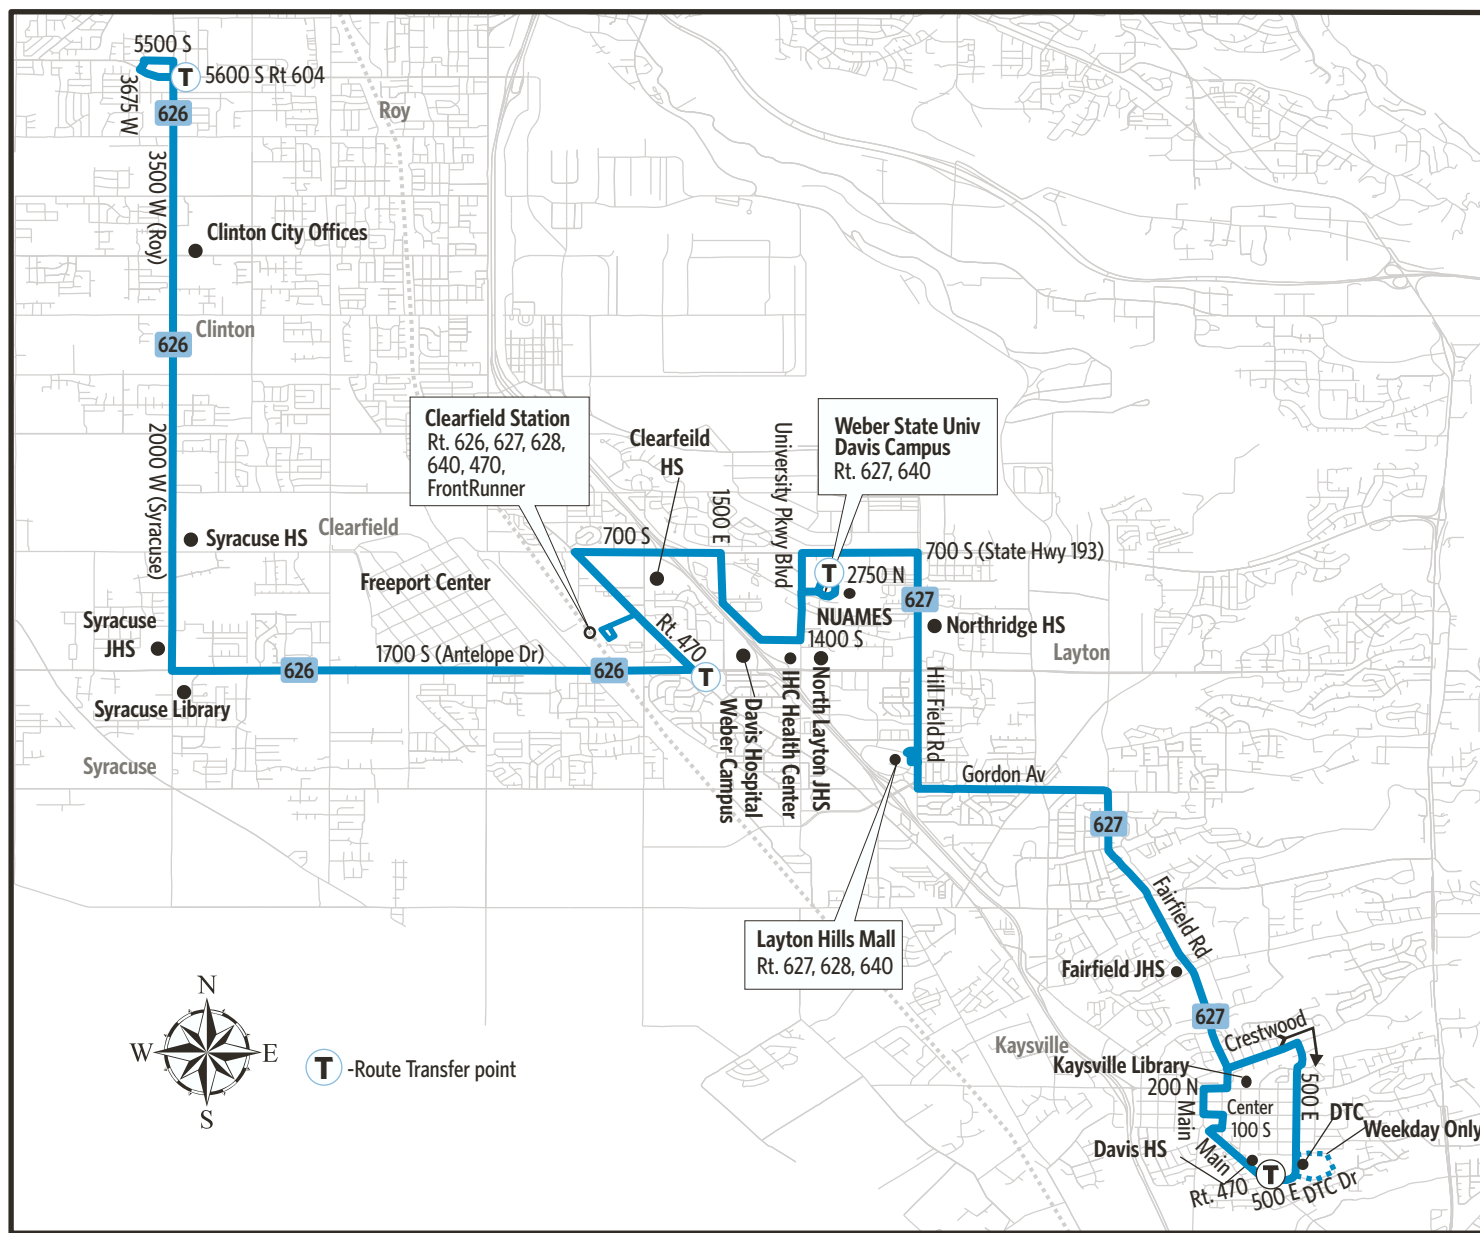 5500 S
5600 S Rt 604
3675 W
626
Roy
3500 W (Roy)
Clinton City Offices
Clinton
626
2000 W (Syracuse)
Clearfield Station
Rt. 626, 627, 628,
640, 470,
FrontRunner
Clearfeild
HS
1500 E
University Pkwy Blvd
Weber State Univ
Davis Campus
Rt. 627, 640
Syracuse HS
Clearfield
700 S
700 S (State Hwy 193)
Freeport Center
T
2750 N
627
NUAMES
Syracuse
JHS
Rt. 470
1400 S
Northridge HS
Layton
1700 S (Antelope Dr)
626
626
T
Syracuse Library
Davis Hospital
Weber Campus
IHC Health Center
North Layton JHS
Hill Field Rd
Syracuse
Gordon Av
627
Fairfield Rd
Layton Hills Mall
Rt. 627, 628, 640
Fairfield JHS
N
W
E
S
T
-Route Transfer point
627
Crestwood
Kaysville
Kaysville Library
200 N
Main
Center
100 S
500 E
DTC
Weekday Only
Davis HS
Main
T
Rt. 470
500 E
DTC Dr
T